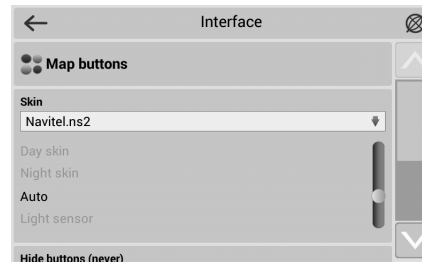 Interface
Map buttons
Skin
Navitel.ns2
Day skin
Night skin
Auto
Light sensor
Hide buttons (never)